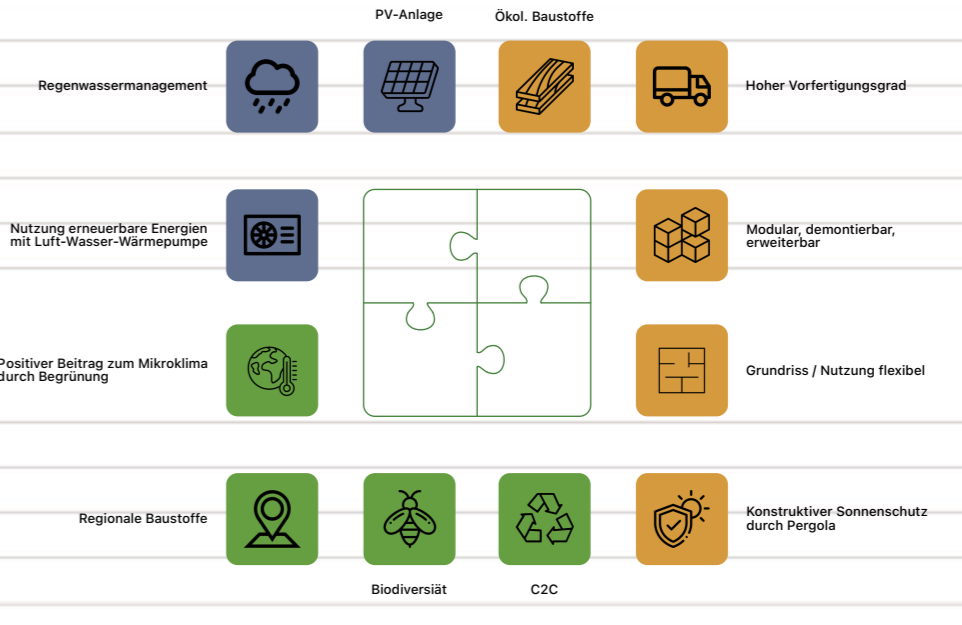 PV-Anlage
Ökol. Baustoffe
Regenwassermanagement
Hoher Vorfertigungsgrad
Nutzung erneuerbare Energien
mit Luft-Wasser-Wärmepumpe
Modular, demontierbar,
erweiterbar
Positiver Beitrag zum Mikroklima
durch Begrünung
Grundriss / Nutzung flexibel
Regionale Baustoffe
Konstruktiver Sonnenschutz
durch Pergola
Biodiversiät
C2C